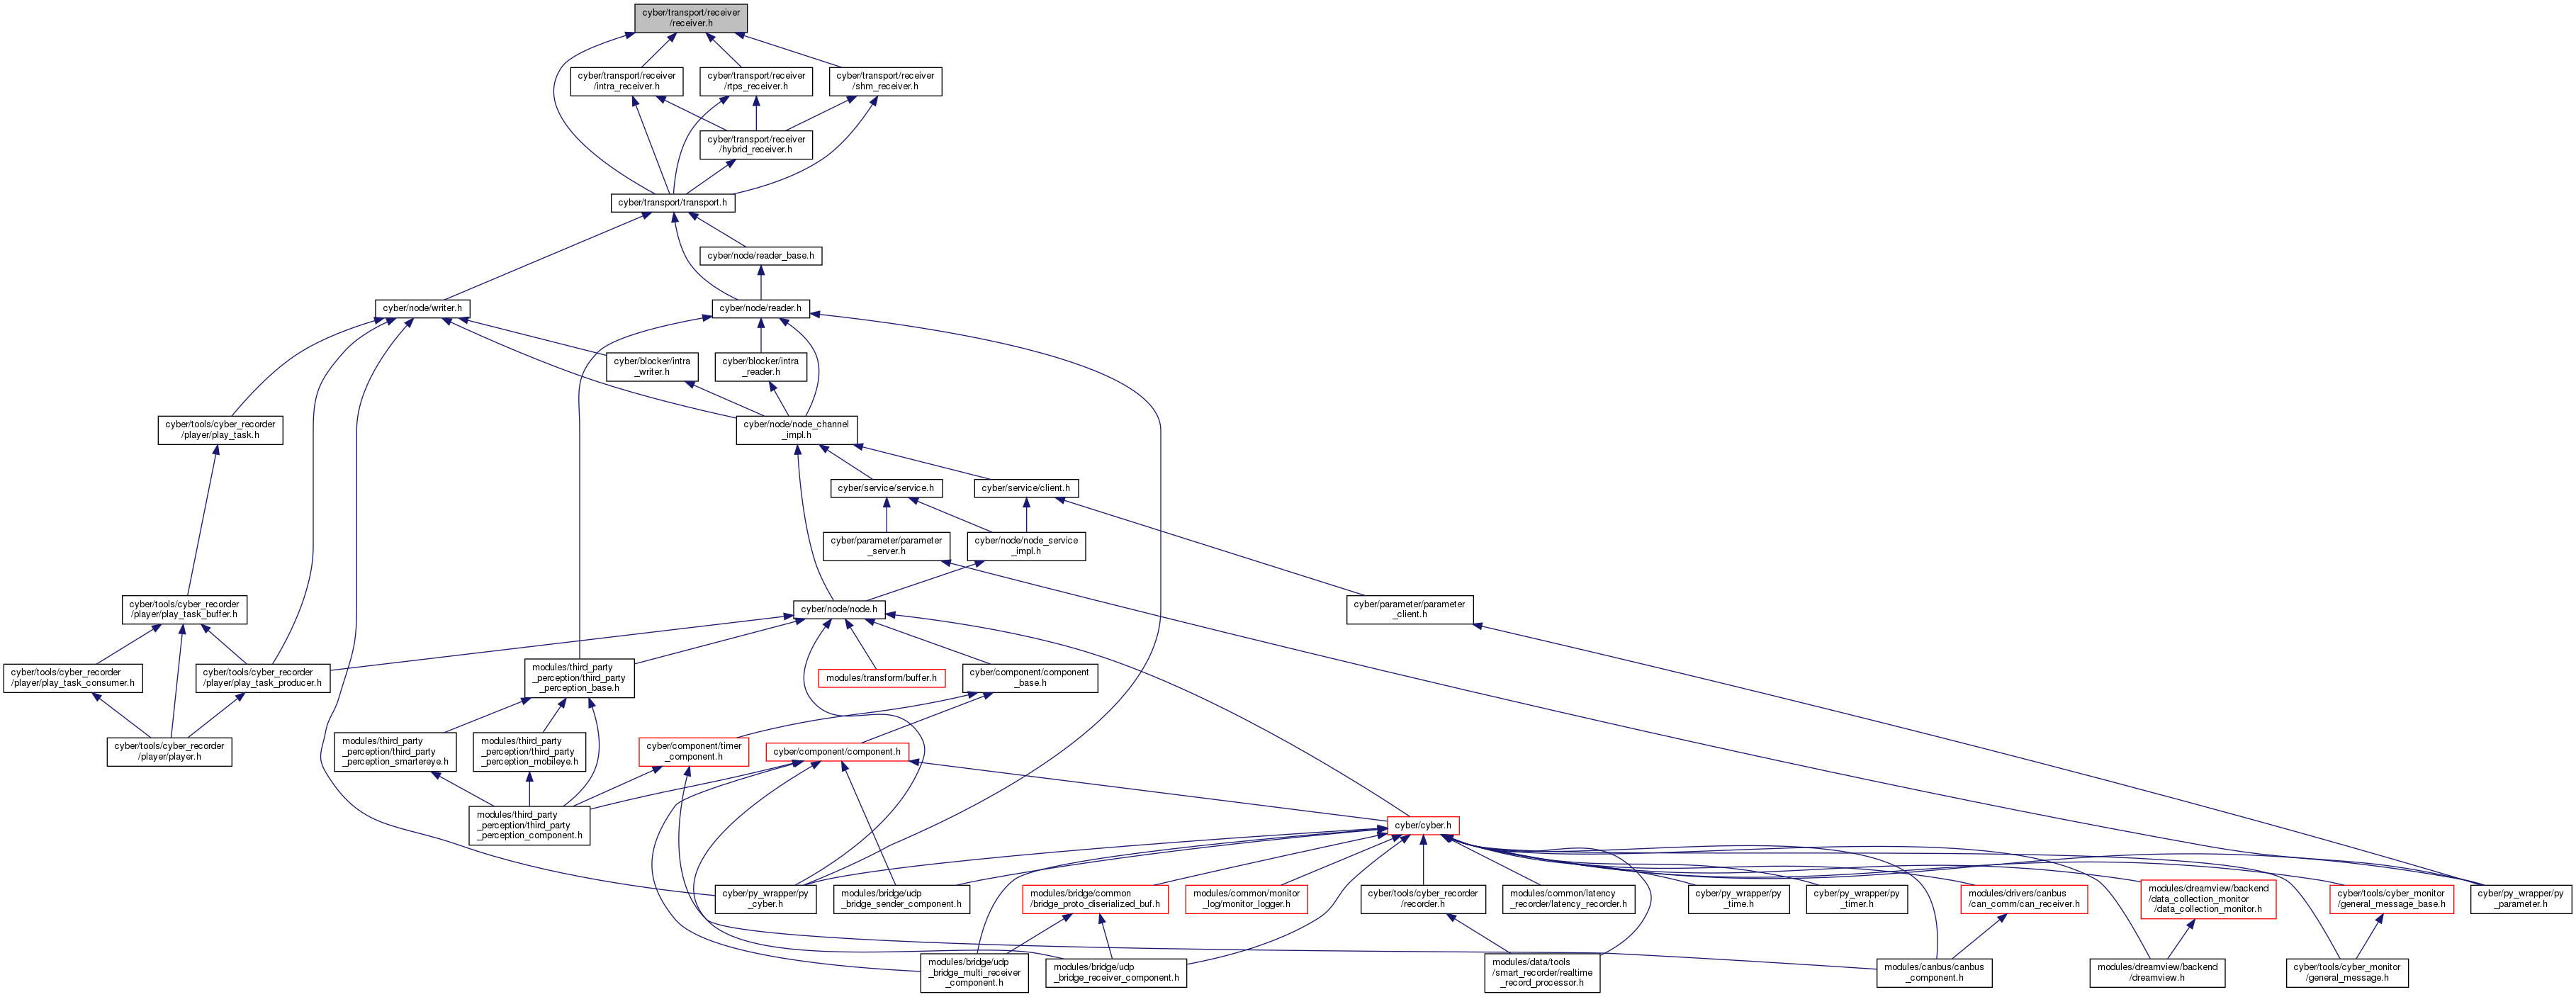 cyber/transport/receiver
/receiver.h
cyber/transport/receiver
/intra_receiver.h
cyber/transport/receiver
/rtps_receiver.h
cyber/transport/receiver
/shm_receiver.h
cyber/transport/receiver
/hybrid_receiver.h
cyber/transport/transport.h
cyber/node/reader_base.h
cyber/node/writer.h
cyber/node/reader.h
cyber/blocker/intra
_writer.h
cyber/blocker/intra
_reader.h
cyber/tools/cyber_recorder
/player/play_task.h
cyber/node/node_channel
_impl.h
cyber/service/service.h
cyber/service/client.h
cyber/parameter/parameter
_server.h
cyber/node/node_service
_impl.h
cyber/tools/cyber_recorder
/player/play_task_buffer.h
cyber/node/node.h
cyber/parameter/parameter
_client.h
cyber/tools/cyber_recorder
/player/play_task_consumer.h
cyber/tools/cyber_recorder
/player/play_task_producer.h
modules/third_party
_perception/third_party
_perception_base.h
modules/transform/buffer.h
cyber/component/component
_base.h
cyber/tools/cyber_recorder
/player/player.h
modules/third_party
_perception/third_party
_perception_smartereye.h
modules/third_party
_perception/third_party
_perception_mobileye.h
cyber/component/timer
_component.h
cyber/component/component.h
modules/third_party
_perception/third_party
_perception_component.h
cyber/cyber.h
cyber/py_wrapper/py
_cyber.h
modules/bridge/udp
_bridge_sender_component.h
modules/bridge/common
/bridge_proto_diserialized_buf.h
modules/common/monitor
_log/monitor_logger.h
cyber/tools/cyber_recorder
/recorder.h
modules/common/latency
_recorder/latency_recorder.h
cyber/py_wrapper/py
_time.h
cyber/py_wrapper/py
_timer.h
modules/drivers/canbus
/can_comm/can_receiver.h
modules/dreamview/backend
/data_collection_monitor
/data_collection_monitor.h
cyber/tools/cyber_monitor
/general_message_base.h
cyber/py_wrapper/py
_parameter.h
modules/bridge/udp
_bridge_multi_receiver
_component.h
modules/bridge/udp
_bridge_receiver_component.h
modules/data/tools
/smart_recorder/realtime
_record_processor.h
modules/canbus/canbus
_component.h
modules/dreamview/backend
/dreamview.h
cyber/tools/cyber_monitor
/general_message.h